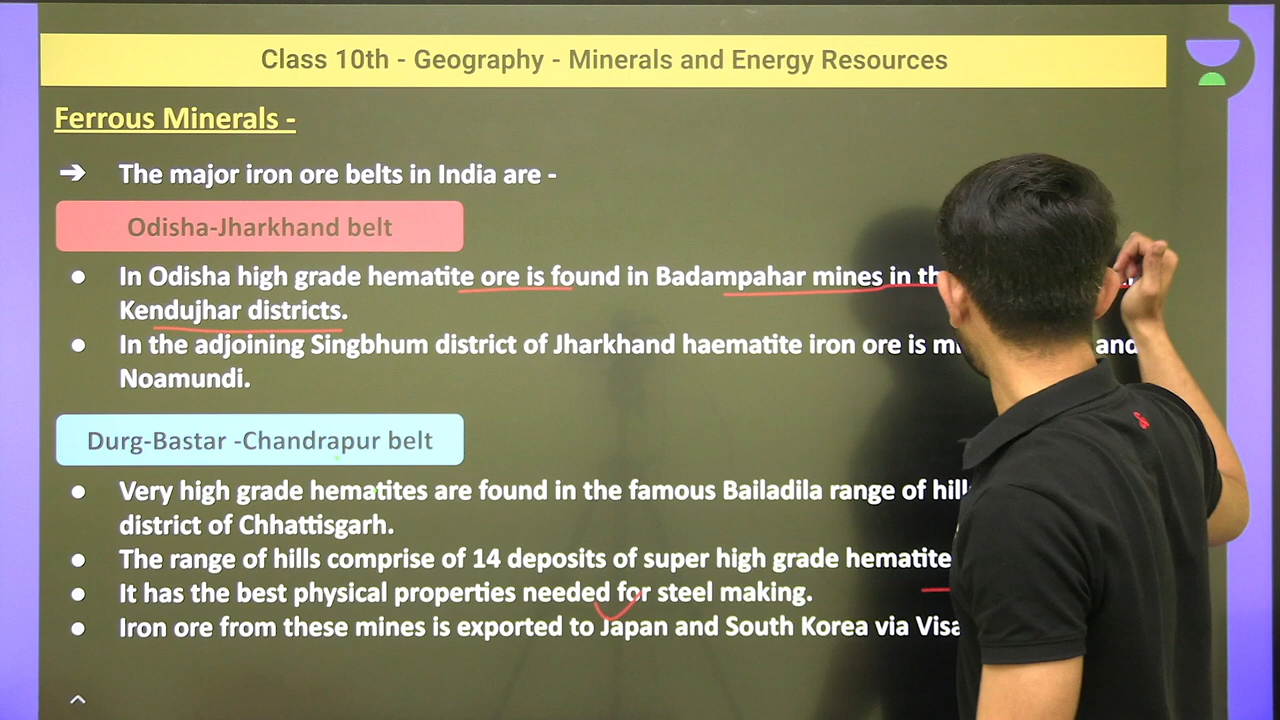 Class 10th - Geography - Minerals and Energy Resources
Ferrous Minerals -
➔ The major iron ore belts in India are -
Odisha-Jharkhand belt
● In Odisha high grade hematite ore is found in Badampahar mines in
Kendujhar districts.
● In the adjoining Singbhum district of Jharkhand haematite iron ore is and
Noamundi.
Durg-Bastar -Chandrapur belt
● Very high grade hematites are found in the famous Bailadila range of
district of Chhattisgarh.
● The range of hills comprise of 14 deposits of super high grade hematite
● It has the best physical properties needed for steel making.
● Iron ore from these mines is exported to Japan and South Korea via